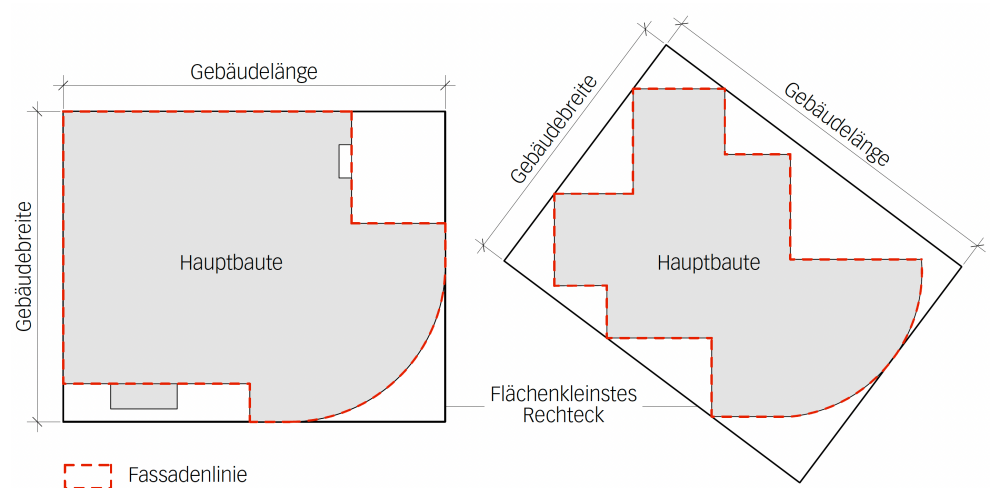 Gebäudelänge
Gebäudebreite
Hauptbaute
Gebäudebreite
Gebäudelänge
Hauptbaute
Flächenkleinstes
Rechteck
Fassadenlinie